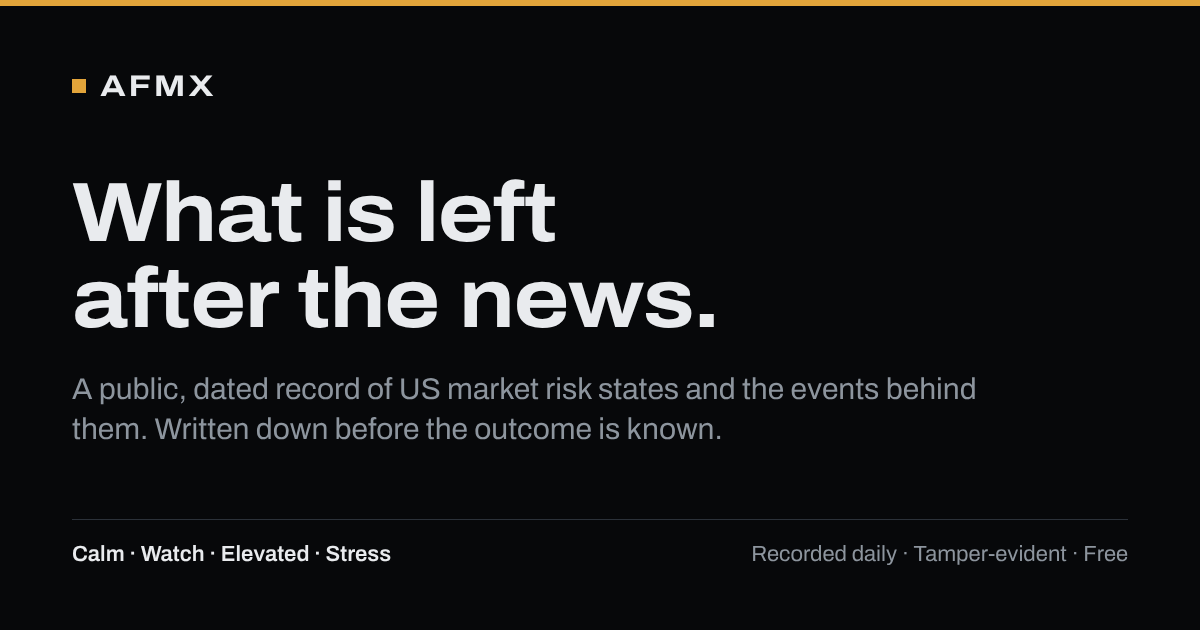 AFMX
What is left
after the news.
A public, dated record of US market risk states and the events behind
them. Written down before the outcome is known.
Calm · Watch · Elevated · Stress
Recorded daily · Tamper-evident · Free